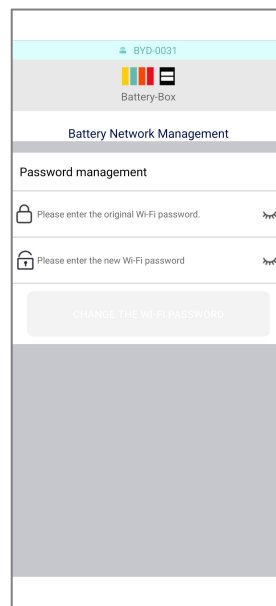 BYD-0031
Battery-Box
Battery Network Management
Password management
Please enter the original Wi-Fi password.
Please enter the new Wi-Fi password
CHANGE THE WI-FI PASSWORD